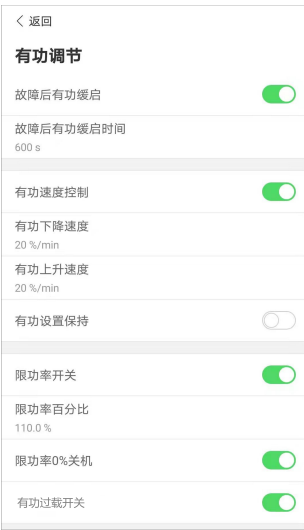 返回
有功调节
故障后有功缓启
故障后有功缓启时间
600 s
有功速度控制
有功下降速度
20 %/min
有功上升速度
20 %/min
有功设置保持
限功率开关
限功率百分比
110.0 %
限功率0%关机
有功过载开关